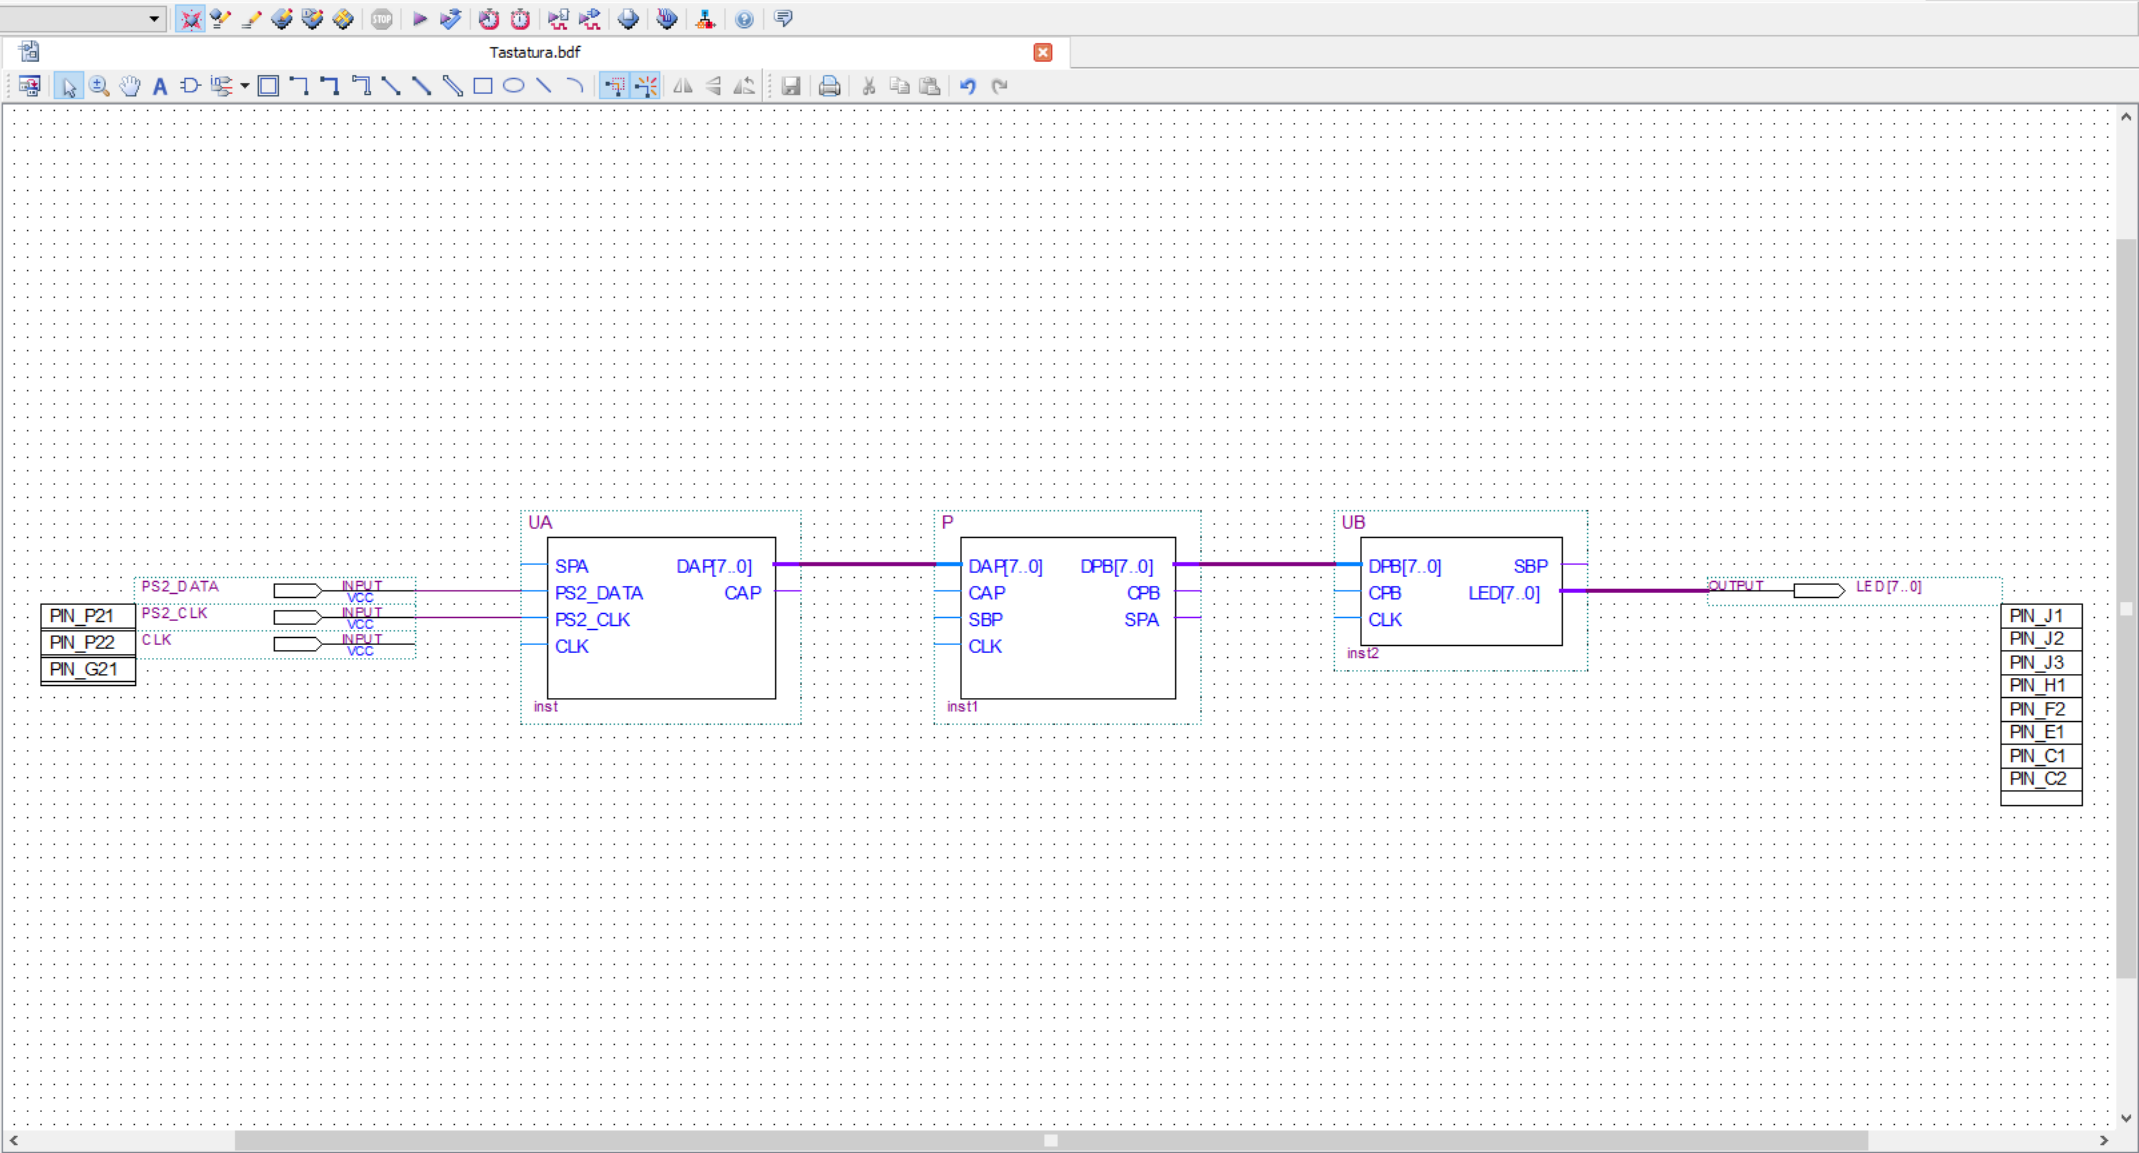 STOP
Tastatura.bdf
A
PS2_DATA
INPUT
VCC
PS2_CLK
INPUT
VCC
CLK
INPUT
VCC
PIN_P21
PIN_P22
PIN_G21
UA
SPA
DAP[7..0]
PS2_DATA
CAP
PS2_CLK
CLK
inst
P
DAP[7..0]
DPB[7..0]
CAP
CPB
SBP
SPA
CLK
inst1
UB
DPB[7..0]
SBP
CPB
LED[7..0]
CLK
inst2
OUTPUT
LED[7..0]
PIN_J1
PIN_J2
PIN_J3
PIN_H1
PIN_F2
PIN_E1
PIN_C1
PIN_C2